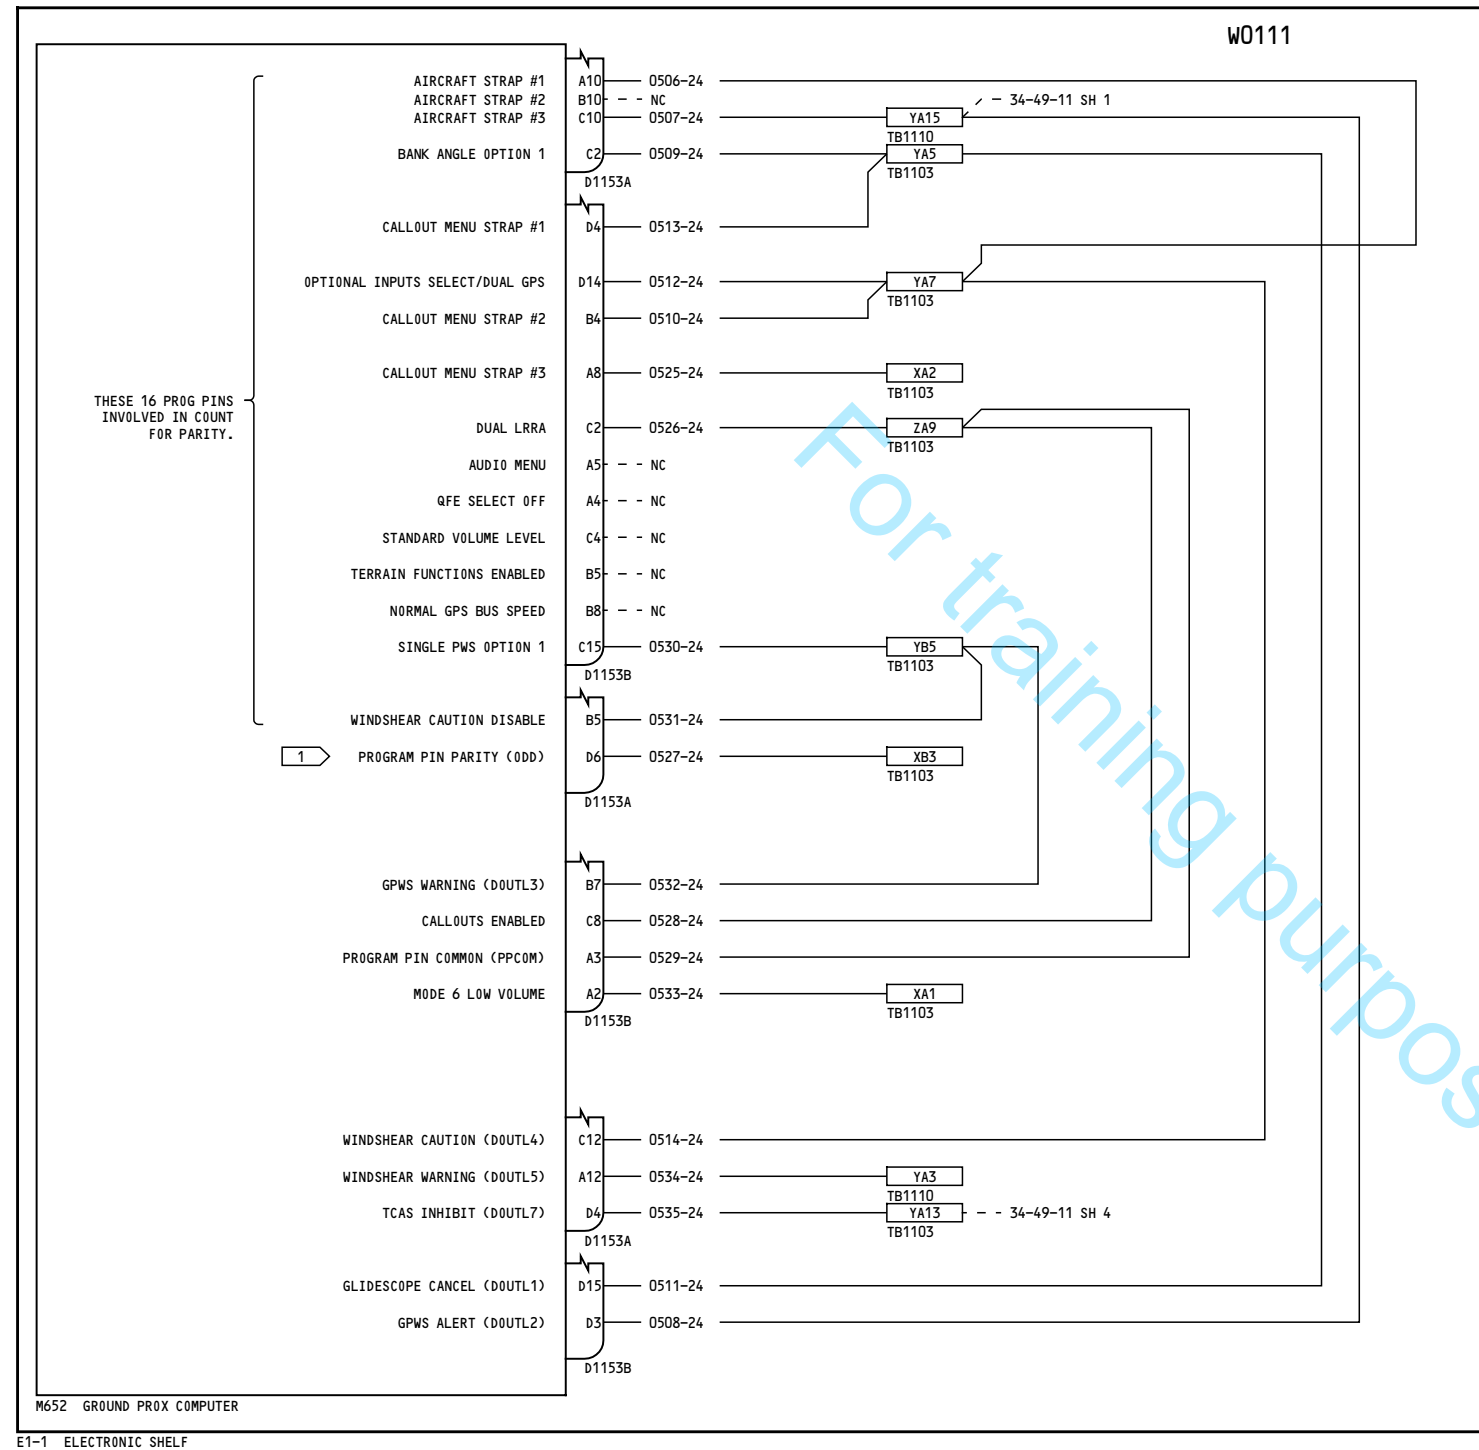 W0111
AIRCRAFT STRAP #1 A10 0506-24
AIRCRAFT STRAP #2 B10 NC 34-49-11 SH 1
AIRCRAFT STRAP #3 C10 0507-24 YA15
TB1110
BANK ANGLE OPTION 1 C2 0509-24 YA5
TB1103
D1153A
CALLOUT MENU STRAP #1 D4 0513-24
OPTIONAL INPUTS SELECT/DUAL GPS D14 0512-24 YA7
TB1103
CALLOUT MENU STRAP #2 B4 0510-24
CALLOUT MENU STRAP #3 A8 0525-24 XA2
TB1103
THESE 16 PROG PINS
INVOLVED IN COUNT
FOR PARITY.
DUAL LRRA C2 0526-24 ZA9
TB1103
AUDIO MENU A5 NC
QFE SELECT OFF A4 NC
STANDARD VOLUME LEVEL C4 NC
TERRAIN FUNCTIONS ENABLED B5 NC
NORMAL GPS BUS SPEED B8 NC
SINGLE PWS OPTION 1 C15 0530-24 YB5
TB1103
D1153B
WINDSHEAR CAUTION DISABLE B5 0531-24
1 PROGRAM PIN PARITY (ODD) D6 0527-24 XB3
TB1103
D1153A
GPWS WARNING (DOUTL3) B7 0532-24
CALLOUTS ENABLED C8 0528-24
PROGRAM PIN COMMON (PPCOM) A3 0529-24
MODE 6 LOW VOLUME A2 0533-24 XA1
TB1103
D1153B
WINDSHEAR CAUTION (DOUTL4) C12 0514-24
WINDSHEAR WARNING (DOUTL5) A12 0534-24 YA3
TB1110
TCAS INHIBIT (DOUTL7) D4 0535-24 YA13 34-49-11 SH 4
TB1103
D1153A
GLIDESCOPE CANCEL (DOUTL1) D15 0511-24
GPWS ALERT (DOUTL2) D3 0508-24
D1153B
M652 GROUND PROX COMPUTER
E1-1 ELECTRONIC SHELF
For training purpos